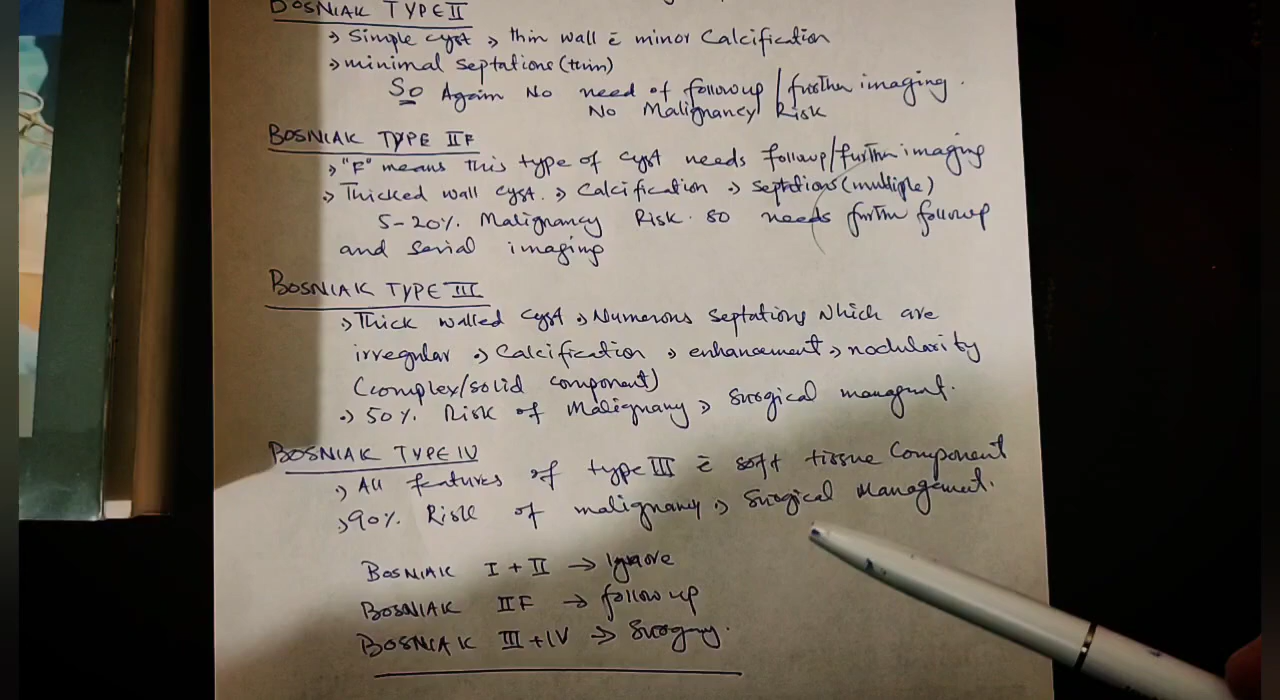 BOSNIAK TYPE II
→ Simple cyst → thin wall c̄ minor Calcification
→ minimal septations (thin)
So Again No need of followup / further imaging.
No Malignancy Risk
BOSNIAK TYPE IIF
→ "F" means this type of cyst needs followup/further imaging
→ Thicked wall cyst. → Calcification → septations (multiple)
5-20% Malignancy Risk. so needs further followup
and serial imaging
BOSNIAK TYPE III
→ Thick walled cyst → Numerous septations which are
irregular → Calcification → enhancement → nodularity
(complex/solid component)
→ 50% Risk of Malignany → Surgical managmt.
BOSNIAK TYPE IV
→ All features of type III c̄ soft tissue Component
→ 90% Risk of malignancy → Surgical Management.
BOSNIAK I + II → Ignore
BOSNIAK IIF → follow up
BOSNIAK III + IV → Surgery.